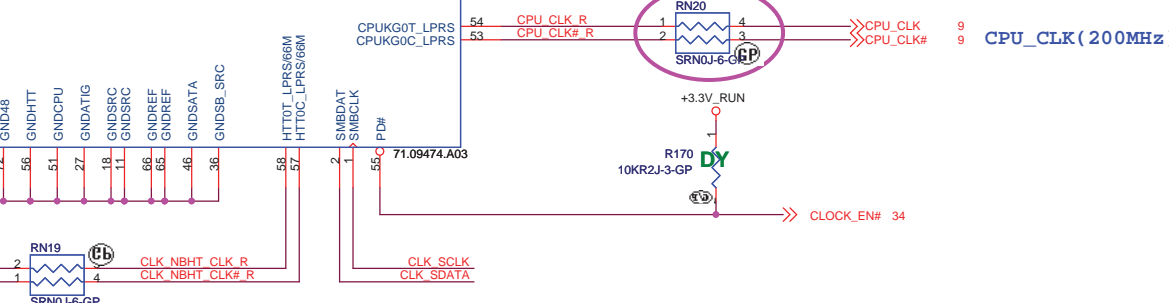 RN20
CPUKG0T_LPRS 54 CPU_CLK_R 1 4 CPU_CLK 9
CPUKG0C_LPRS 53 CPU_CLK#_R 2 3 CPU_CLK# 9 CPU_CLK(200MHz
SRN0J-6-GP
GP
+3.3V_RUN
GND48
GNDHTT
GNDCPU
GNDATIG
GNDSRC
GNDSRC
GNDREF
GNDREF
GNDSATA
GNDSB_SRC
HTT0T_LPRS/66M
HTT0C_LPRS/66M
SMBDAT
SMBCLK
PD#
71.09474.A03
56 51 27 18 11 66 65 46 36 58 57 2 1 55
1
R170 DY
10KR2J-3-GP
CLOCK_EN# 34
RN19
2 CLK_NBHT_CLK_R CLK_SCLK
1 4 CLK_NBHT_CLK#_R CLK_SDATA
SRN0J-6-GP